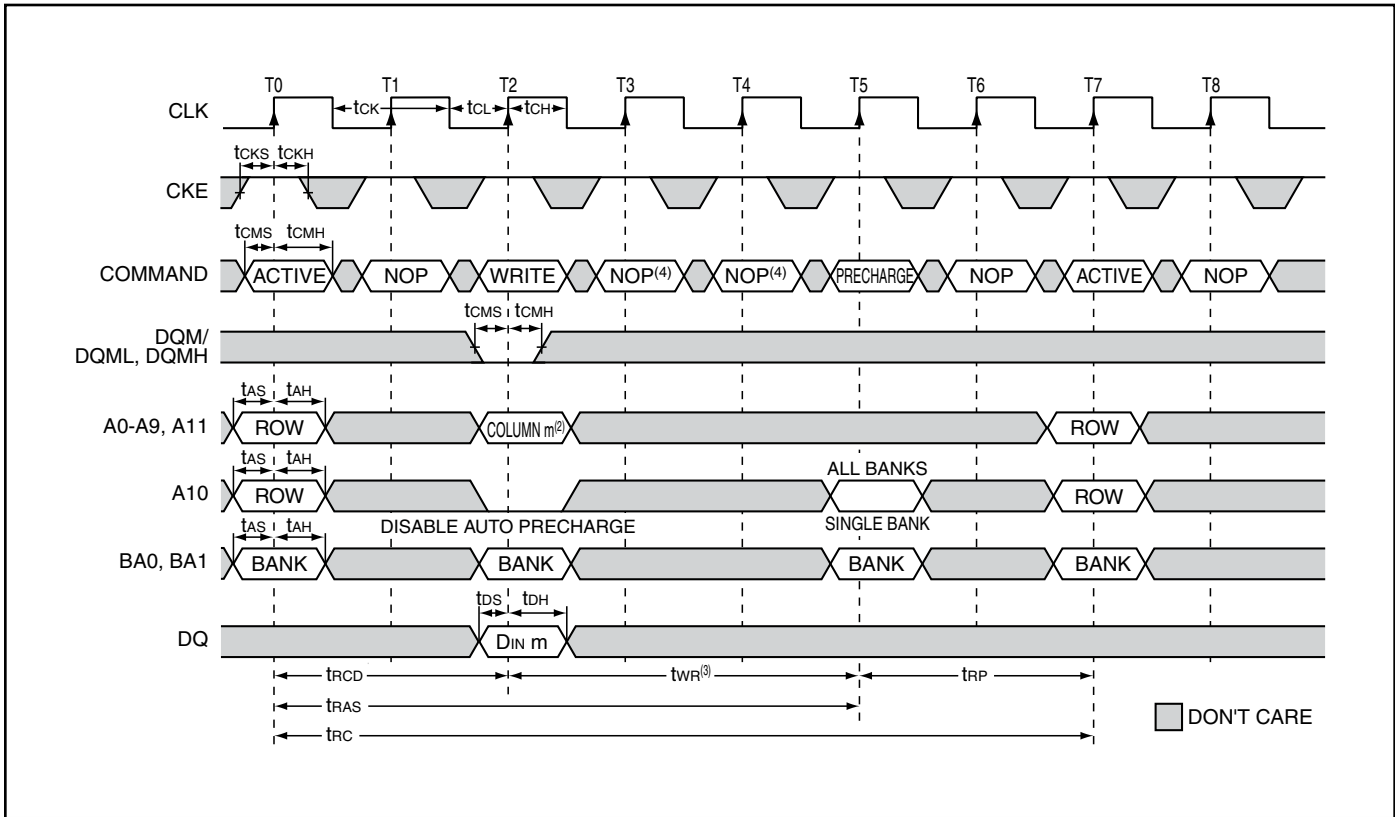 T0 T1 T2 T3 T4 T5 T6 T7 T8
CLK tCK tCL tCH
tCKS tCKH
CKE
tCMS tCMH
COMMAND ACTIVE NOP WRITE NOP(4) NOP(4) PRECHARGE NOP ACTIVE NOP
tCMS tCMH
DQM/
DQML, DQMH
tAS tAH
A0-A9, A11 ROW COLUMN m(2) ROW
tAS tAH ALL BANKS
A10 ROW ROW
tAS tAH DISABLE AUTO PRECHARGE SINGLE BANK
BA0, BA1 BANK BANK BANK BANK
tDS tDH
DQ DIN m
tRCD tWR(3) tRP
tRAS
DON'T CARE
tRC